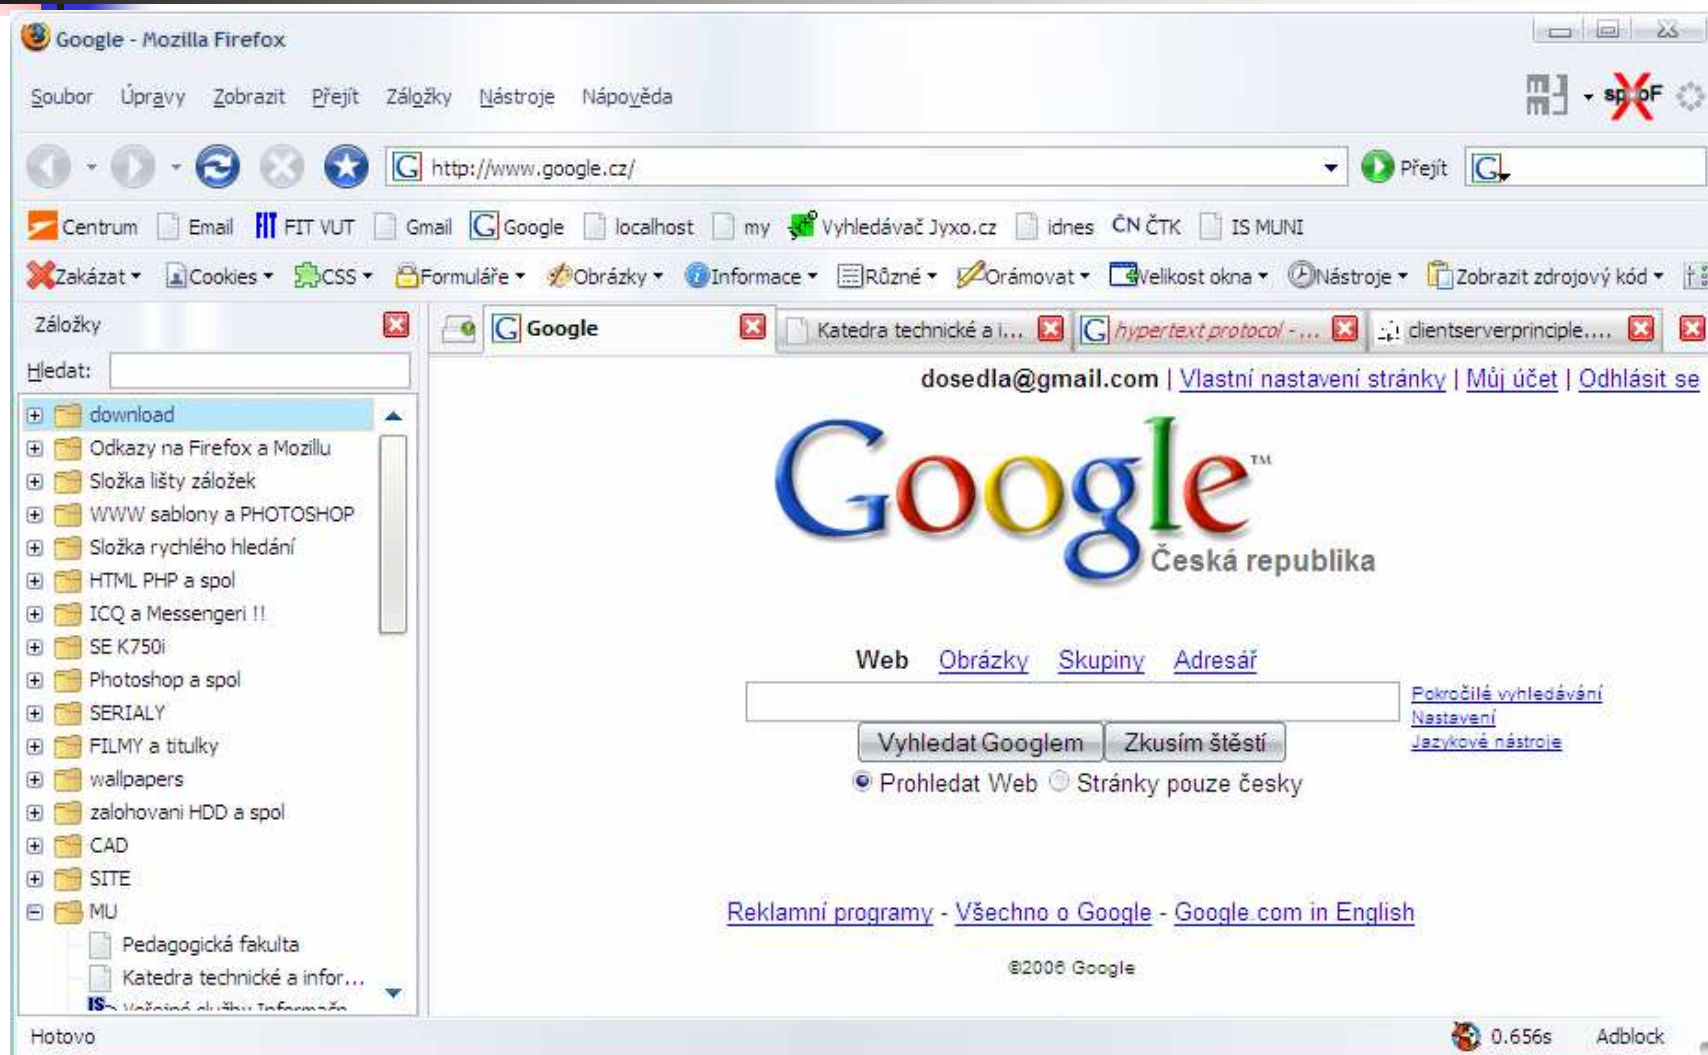 Google - Mozilla Firefox
Soubor Úpravy Zobrazit Přejít Záložky Nástroje Nápověda
http://www.google.cz/ Přejít
Centrum Email FIT VUT Gmail Google localhost my Vyhledávač Jyxo.cz idnes ČN ČTK IS MUNI
Zakázat Cookies CSS Formuláře Obrázky Informace Různé Orámovat Velikost okna Nástroje Zobrazit zdrojový kód
Záložky
Google Katedra technické a i... hypertext protocol - ... clientserverprinciple....
Hledat:
download
Odkazy na Firefox a Mozillu
Složka lišty záložek
WWW sablony a PHOTOSHOP
Složka rychlého hledání
HTML PHP a spol
ICQ a Messengeri !!
SE K750i
Photoshop a spol
SERIALY
FILMY a titulky
wallpapers
zalohovani HDD a spol
CAD
SITE
MU
Pedagogická fakulta
Katedra technické a infor...
Veřejné služby Informačn
dosedla@gmail.com | Vlastní nastavení stránky | Můj účet | Odhlásit se
Google™
Česká republika
Web Obrázky Skupiny Adresář
Pokročilé vyhledávání
Nastavení
Jazykové nástroje
Vyhledat Googlem Zkusím štěstí
Prohledat Web Stránky pouze česky
Reklamní programy - Všechno o Google - Google.com in English
©2006 Google
Hotovo 0.656s Adblock